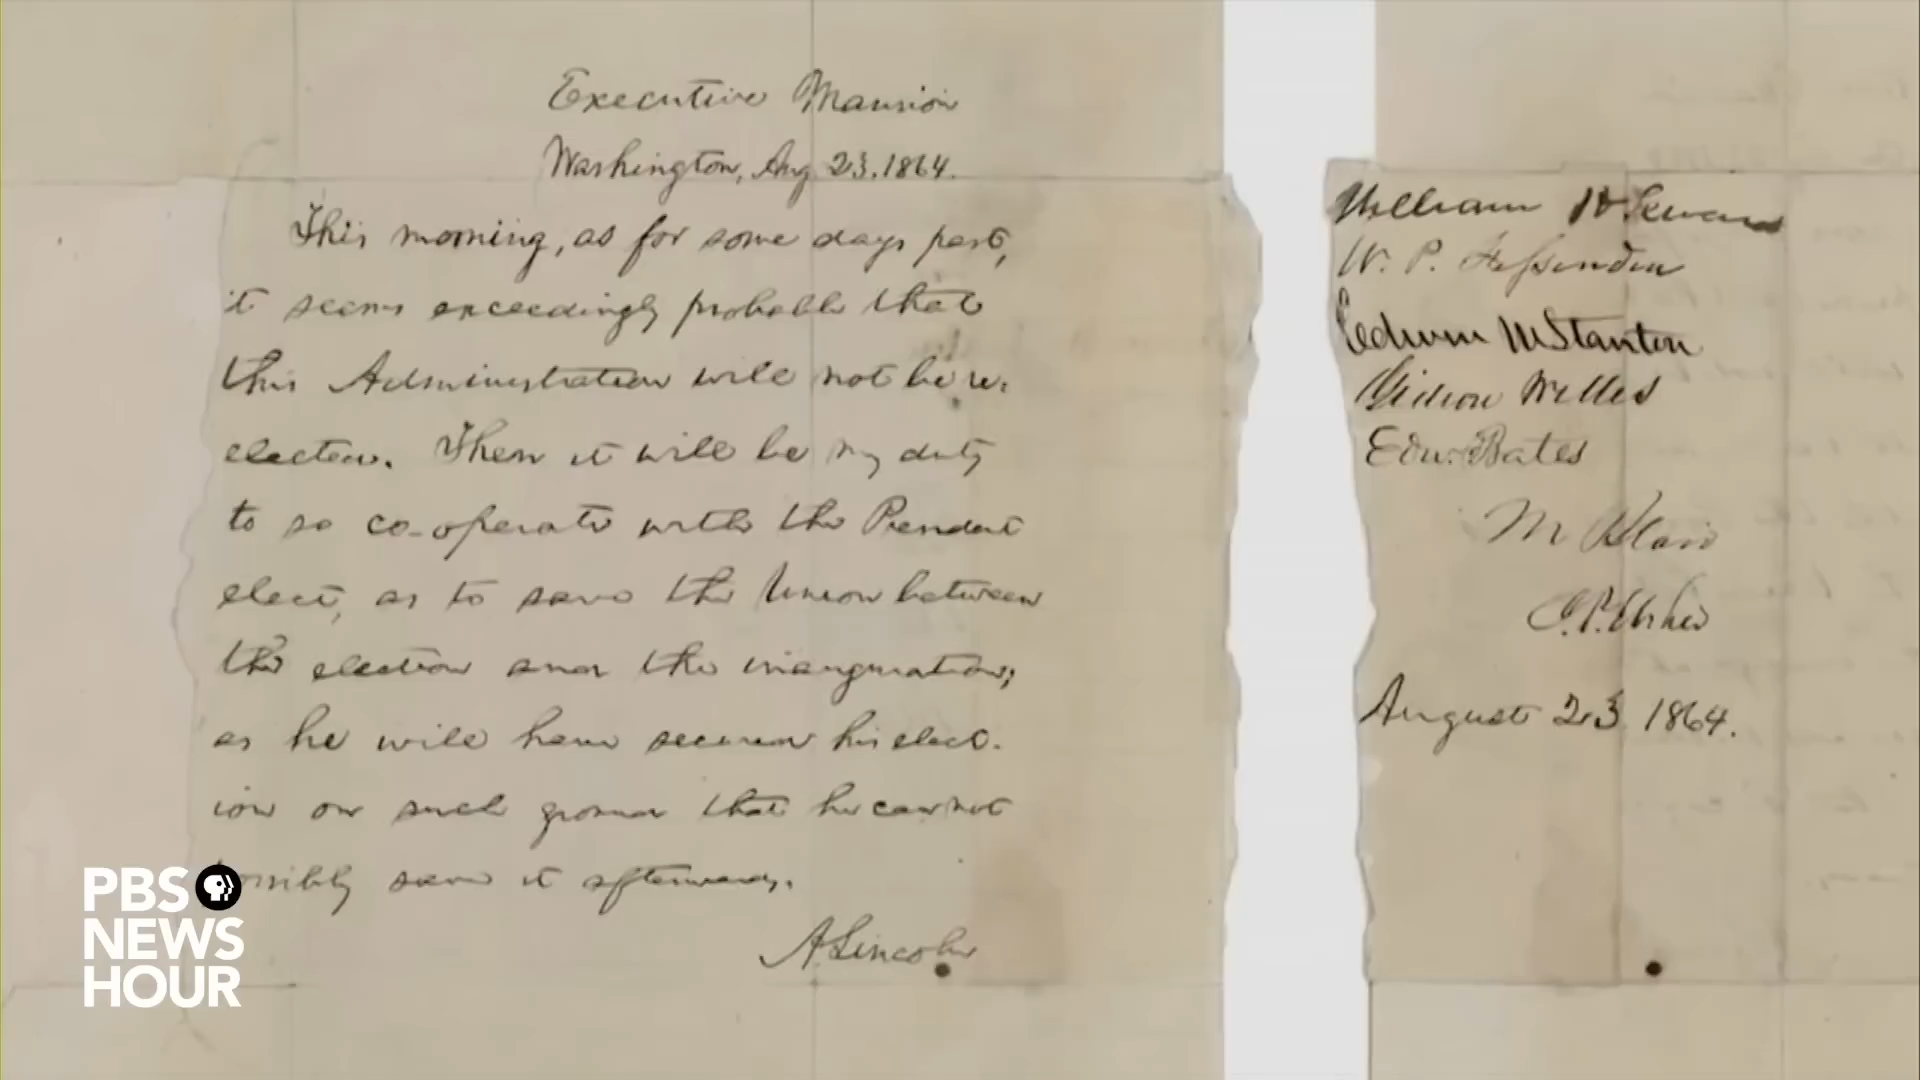 Executive Mansion
Washington, Aug 23. 1864.
This morning, as for some days past,
it seems exceedingly probable that
this Administration will not be re-
elected. Then it will be my duty
to so co-operate with the President
elect, as to save the Union between
the election and the inauguration;
as he will have secured his elect-
ion on such ground that he cannot
possibly save it afterwards.
A. Lincoln
William H Seward
W. P. Fessenden
Edwin M Stanton
Gideon Welles
Edw. Bates
M Blair
J. P. Usher
August 23. 1864.
PBS
NEWS
HOUR